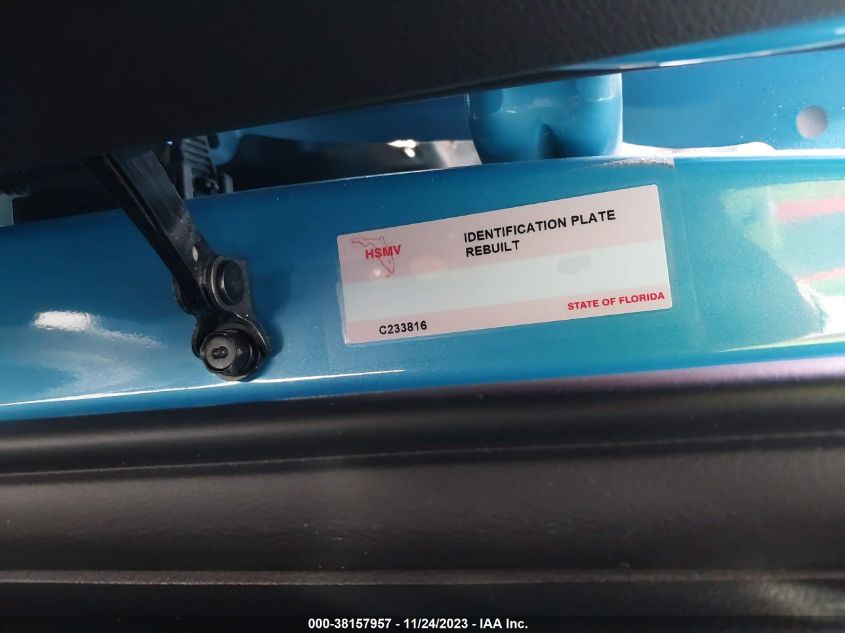 HSMV
IDENTIFICATION PLATE
REBUILT
STATE OF FLORIDA
C233816
000-38157957 - 11/24/2023 - IAA Inc.